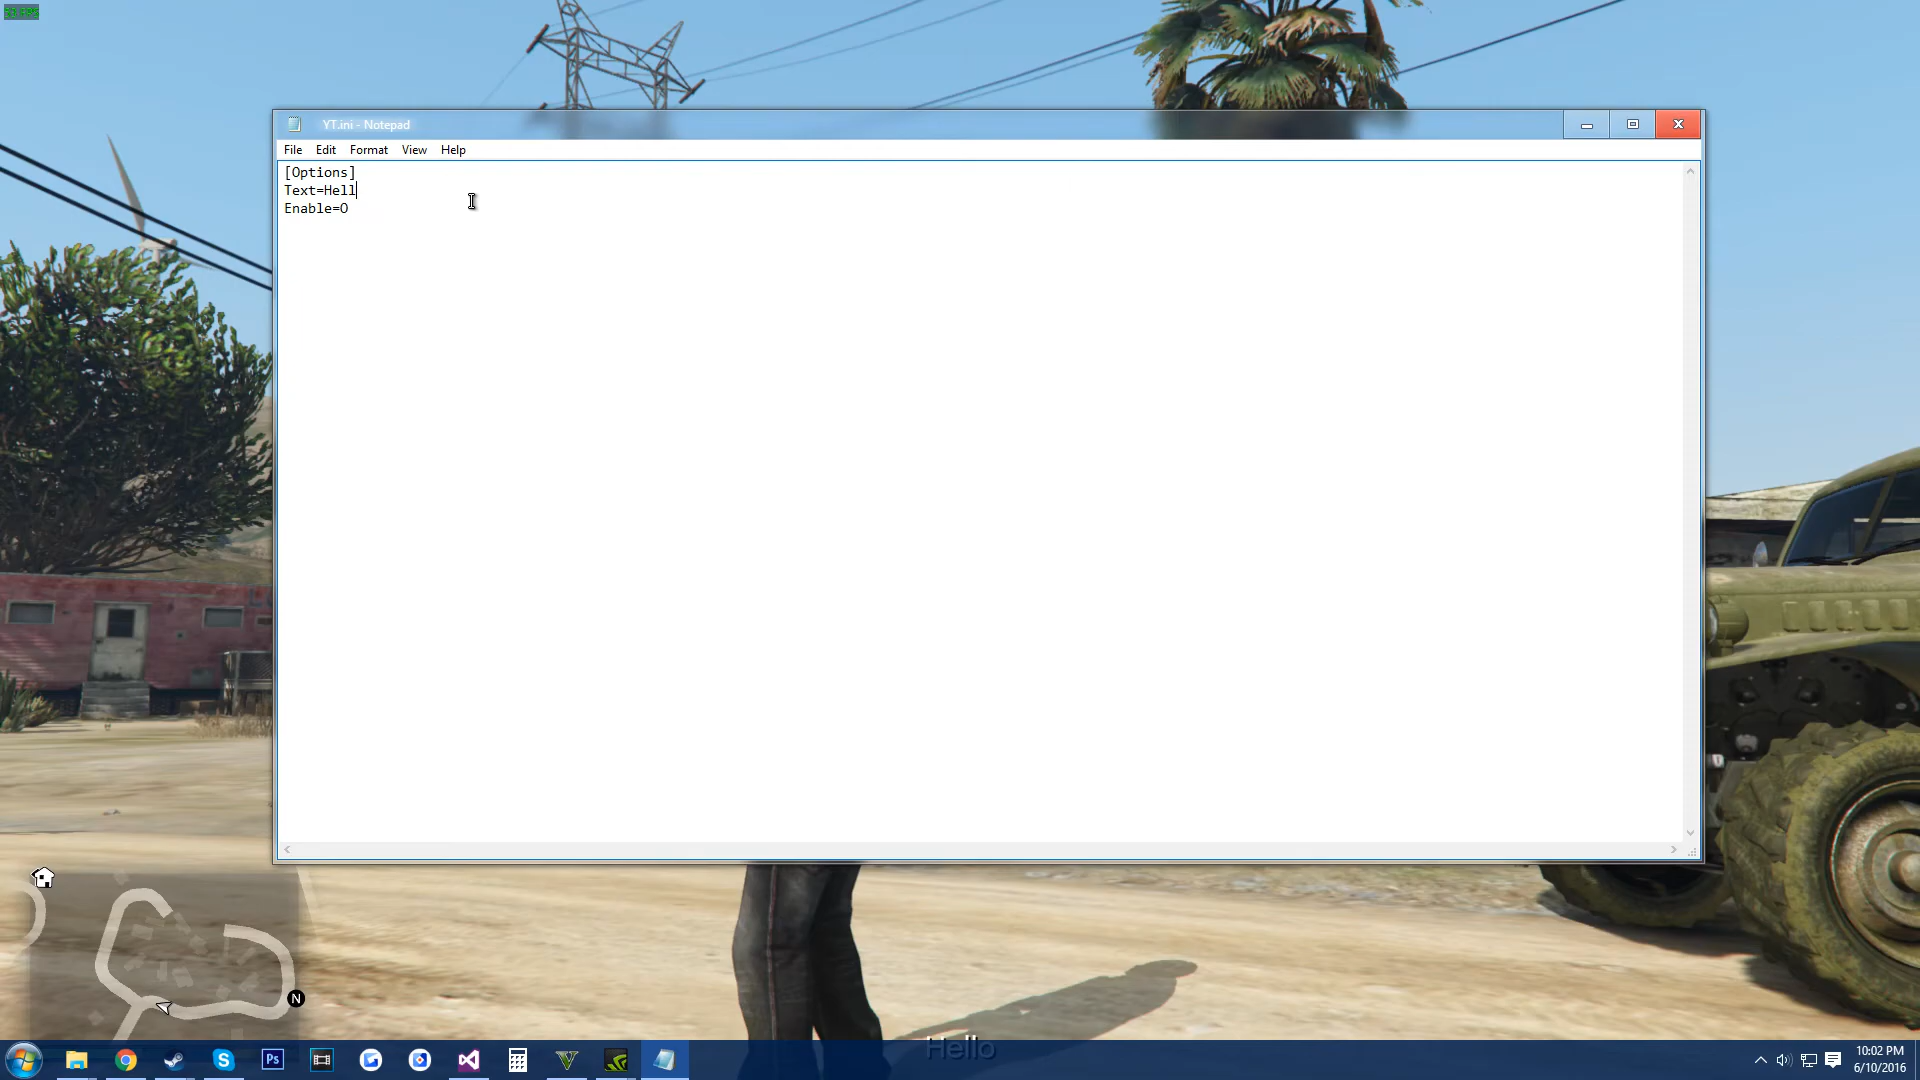 YT.ini - Notepad
File Edit Format View Help
[Options]
Text=Hell
Enable=0
N
Hello
Ps
10:02 PM
6/10/2016